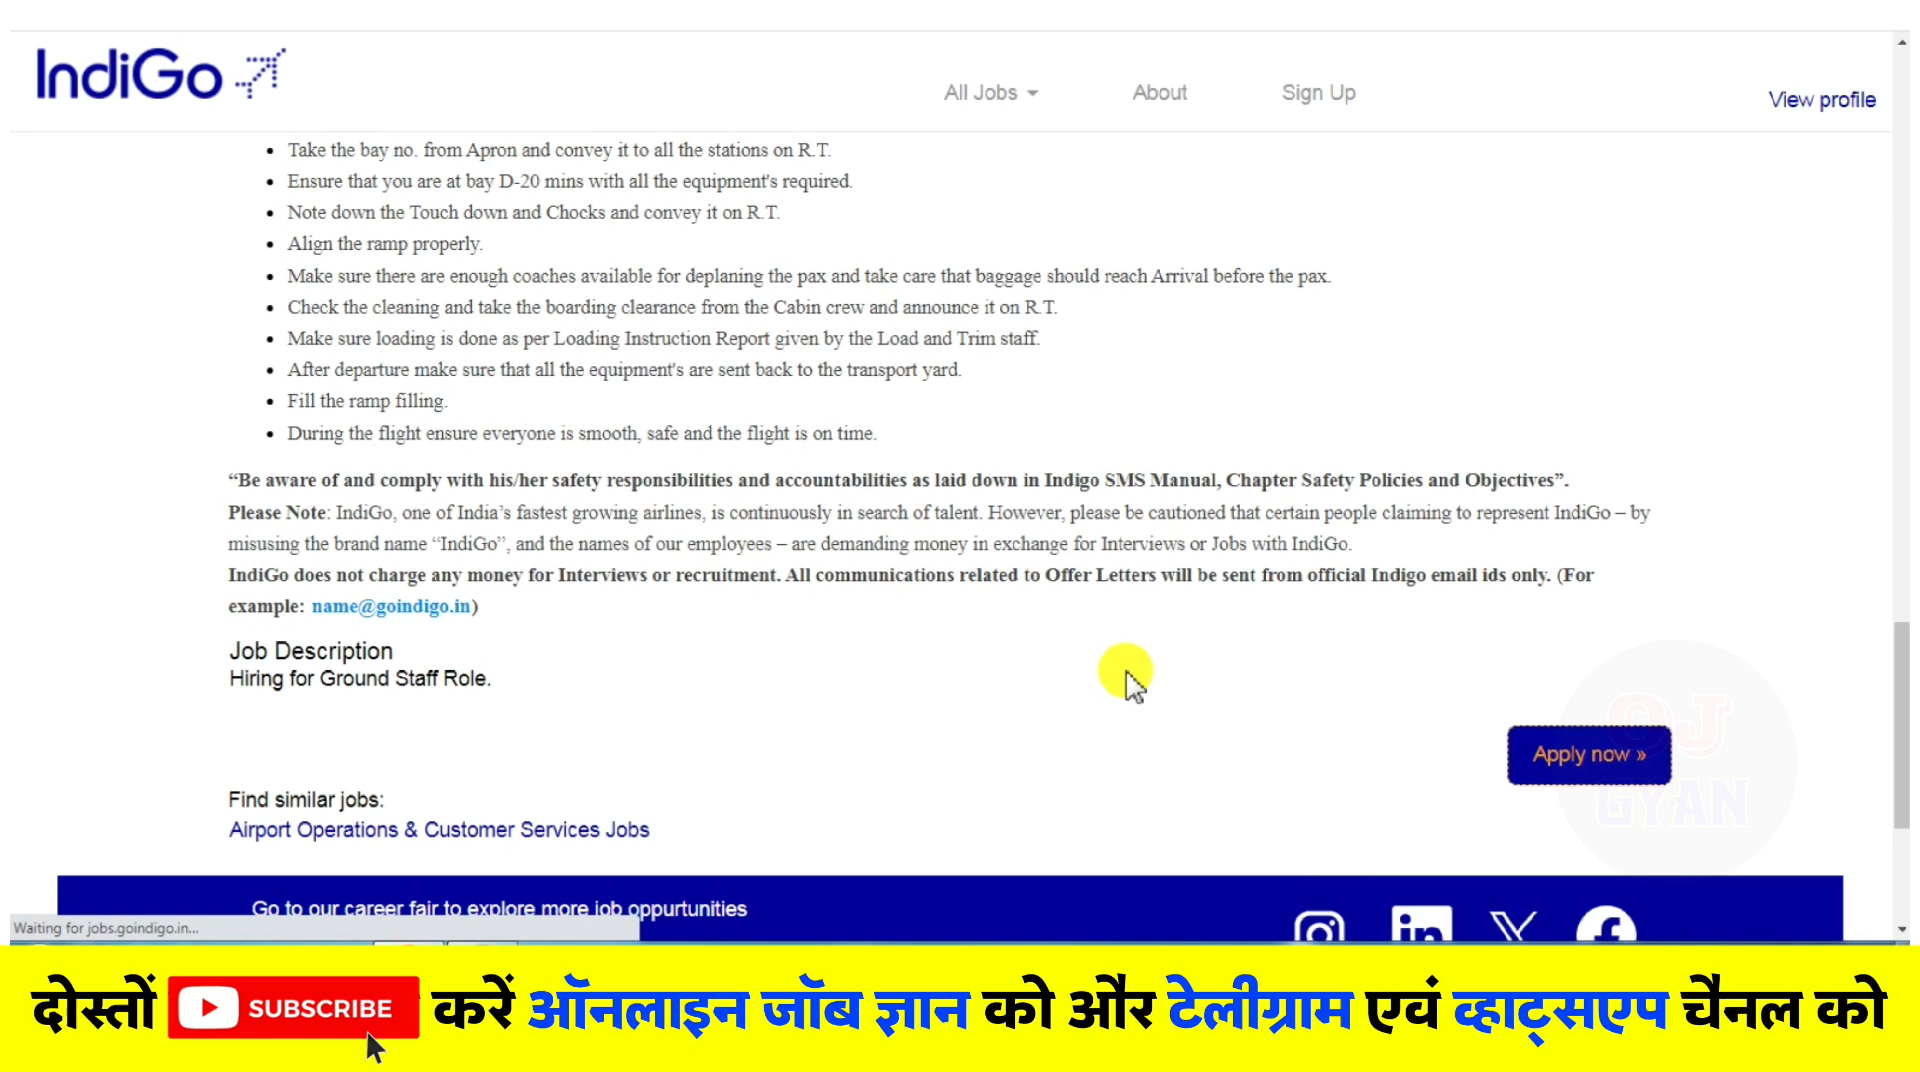 IndiGo
All Jobs
About
Sign Up
View profile
Take the bay no. from Apron and convey it to all the stations on R.T.
Ensure that you are at bay D-20 mins with all the equipment's required.
Note down the Touch down and Chocks and convey it on R.T.
Align the ramp properly.
Make sure there are enough coaches available for deplaning the pax and take care that baggage should reach Arrival before the pax.
Check the cleaning and take the boarding clearance from the Cabin crew and announce it on R.T.
Make sure loading is done as per Loading Instruction Report given by the Load and Trim staff.
After departure make sure that all the equipment's are sent back to the transport yard.
Fill the ramp filling.
During the flight ensure everyone is smooth, safe and the flight is on time.
“Be aware of and comply with his/her safety responsibilities and accountabilities as laid down in Indigo SMS Manual, Chapter Safety Policies and Objectives”.
Please Note: IndiGo, one of India’s fastest growing airlines, is continuously in search of talent. However, please be cautioned that certain people claiming to represent IndiGo – by
misusing the brand name “IndiGo”, and the names of our employees – are demanding money in exchange for Interviews or Jobs with IndiGo.
IndiGo does not charge any money for Interviews or recruitment. All communications related to Offer Letters will be sent from official Indigo email ids only. (For
example: name@goindigo.in)
Job Description
Hiring for Ground Staff Role.
OJ
Apply now »
GYAN
Find similar jobs:
Airport Operations & Customer Services Jobs
Go to our career fair to explore more job oppurtunities
Waiting for jobs.goindigo.in...
दोस्तों SUBSCRIBE करें ऑनलाइन जॉब ज्ञान को और टेलीग्राम एवं व्हाट्सएप चैनल को